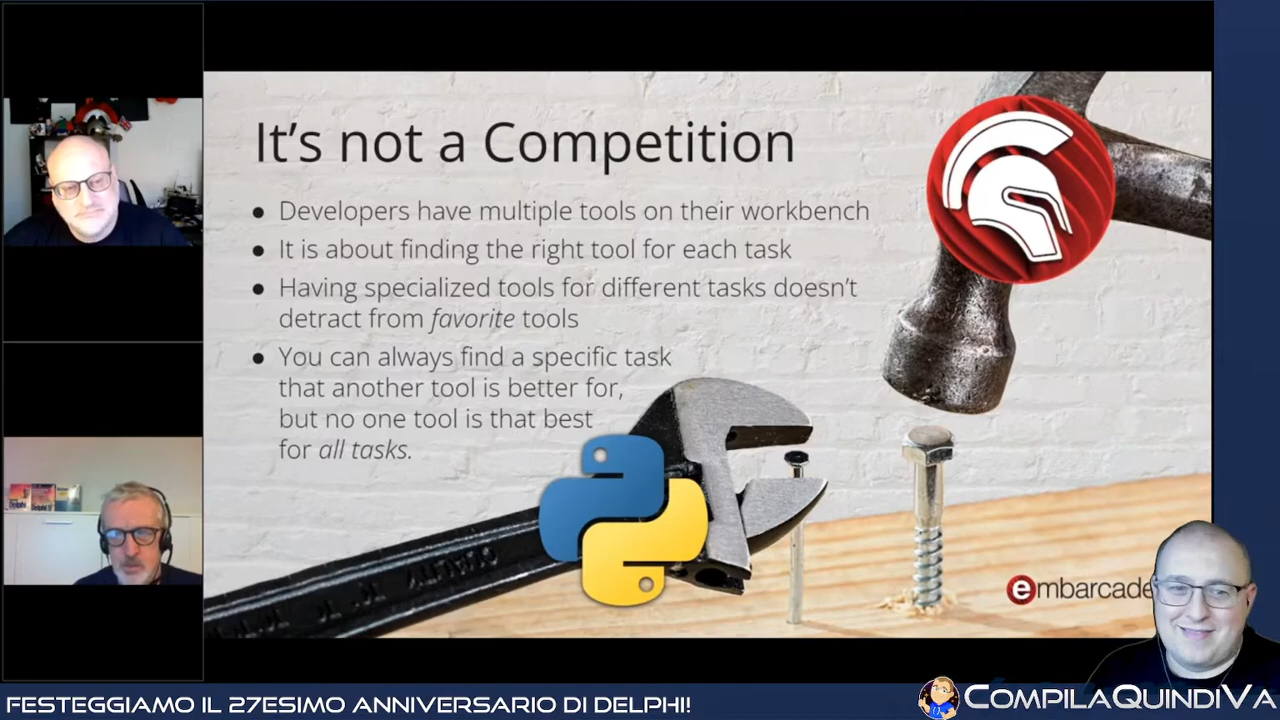 It's not a Competition
● Developers have multiple tools on their workbench
● It is about finding the right tool for each task
● Having specialized tools for different tasks doesn't
detract from favorite tools
● You can always find a specific task
that another tool is better for,
but no one tool is that best
for all tasks.
embarcade
FESTEGGIAMO IL 27ESIMO ANNIVERSARIO DI DELPHI!
COMPILAQUINDIVA